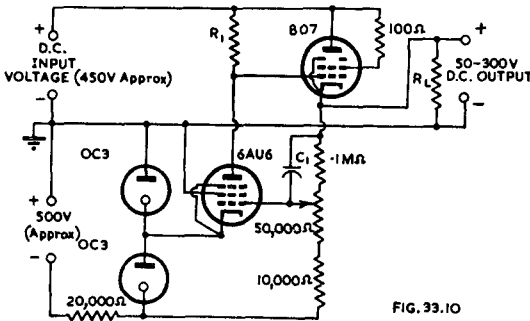 +
D.C.
INPUT
VOLTAGE (450V Approx)
-
R1
807
100Ω
+
50-300V
D.C. OUTPUT
RL
-
6AU6
C1
·1MΩ
OC3
+
500V
(Approx)
OC3
-
50,000Ω
10,000Ω
20,000Ω
FIG. 33.10